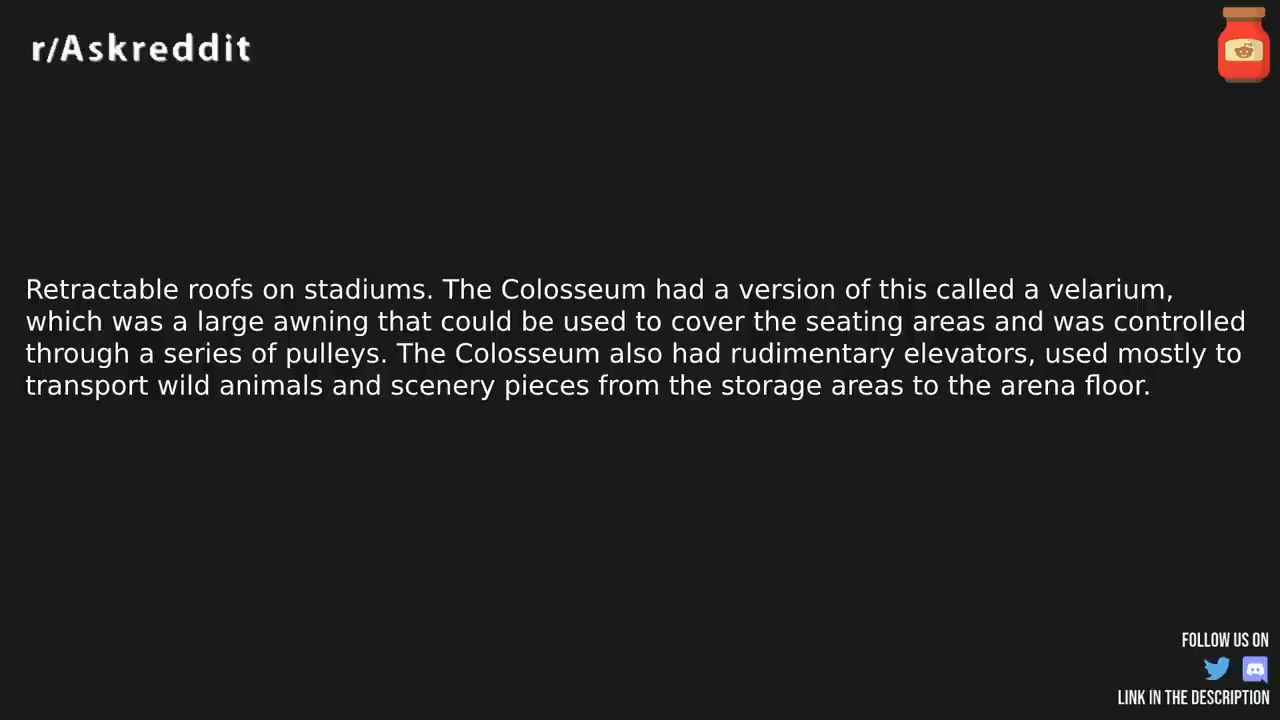 r/Askreddit
Retractable roofs on stadiums. The Colosseum had a version of this called a velarium,
which was a large awning that could be used to cover the seating areas and was controlled
through a series of pulleys. The Colosseum also had rudimentary elevators, used mostly to
transport wild animals and scenery pieces from the storage areas to the arena floor.
FOLLOW US ON
LINK IN THE DESCRIPTION